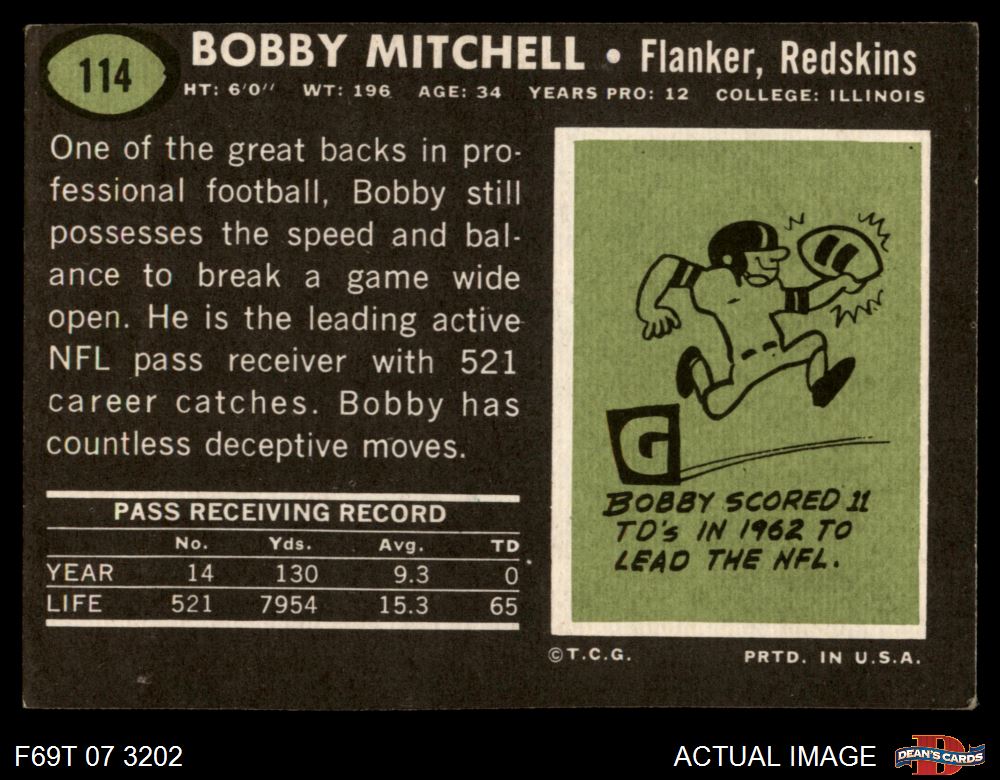 114
BOBBY MITCHELL • Flanker, Redskins
HT: 6'0'' WT: 196 AGE: 34 YEARS PRO: 12 COLLEGE: ILLINOIS
One of the great backs in pro-
fessional football, Bobby still
possesses the speed and bal-
ance to break a game wide
open. He is the leading active
NFL pass receiver with 521
career catches. Bobby has
countless deceptive moves.
PASS RECEIVING RECORD
No. Yds. Avg. TD
YEAR 14 130 9.3 0
LIFE 521 7954 15.3 65
G
BOBBY SCORED 11
TD's IN 1962 TO
LEAD THE NFL.
©T.C.G. PRTD. IN U.S.A.
F69T 07 3202
ACTUAL IMAGE
DEAN'S CARDS